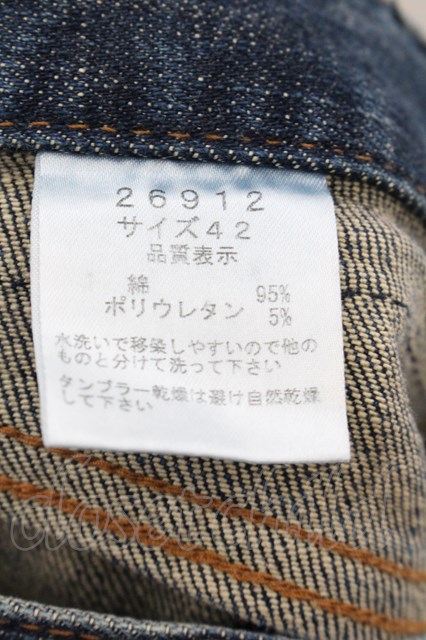 26912
サイズ42
品質表示
綿 95%
ポリウレタン 5%
水洗いで移染しやすいので他の
ものと分けて洗って下さい
タンブラー乾燥は避け自然乾燥
して下さい